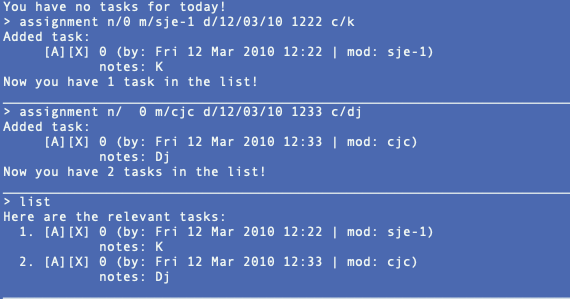 You have no tasks for today!
> assignment n/0 m/sje-1 d/12/03/10 1222 c/k
Added task:
[A][X] 0 (by: Fri 12 Mar 2010 12:22 | mod: sje-1)
notes: K
Now you have 1 task in the list!
> assignment n/  0 m/cjc d/12/03/10 1233 c/dj
Added task:
[A][X] 0 (by: Fri 12 Mar 2010 12:33 | mod: cjc)
notes: Dj
Now you have 2 tasks in the list!
> list
Here are the relevant tasks:
1. [A][X] 0 (by: Fri 12 Mar 2010 12:22 | mod: sje-1)
notes: K
2. [A][X] 0 (by: Fri 12 Mar 2010 12:33 | mod: cjc)
notes: Dj